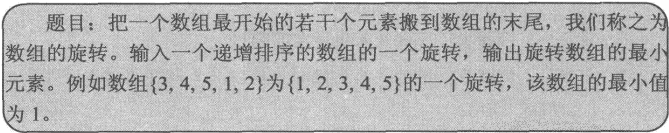 题目：把一个数组最开始的若干个元素搬到数组的末尾，我们称之为
数组的旋转。输入一个递增排序的数组的一个旋转，输出旋转数组的最小
元素。例如数组{3, 4, 5, 1, 2}为{1, 2, 3, 4, 5}的一个旋转，该数组的最小值
为 1。